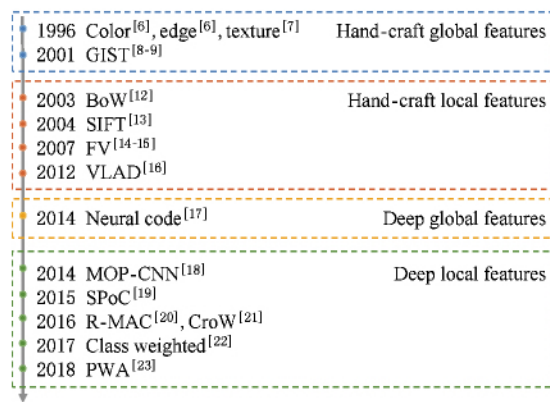 1996 Color[6], edge[6], texture[7] Hand-craft global features
2001 GIST[8-9]
2003 BoW[12] Hand-craft local features
2004 SIFT[13]
2007 FV[14-15]
2012 VLAD[16]
2014 Neural code[17] Deep global features
2014 MOP-CNN[18] Deep local features
2015 SPoC[19]
2016 R-MAC[20], CroW[21]
2017 Class weighted[22]
2018 PWA[23]